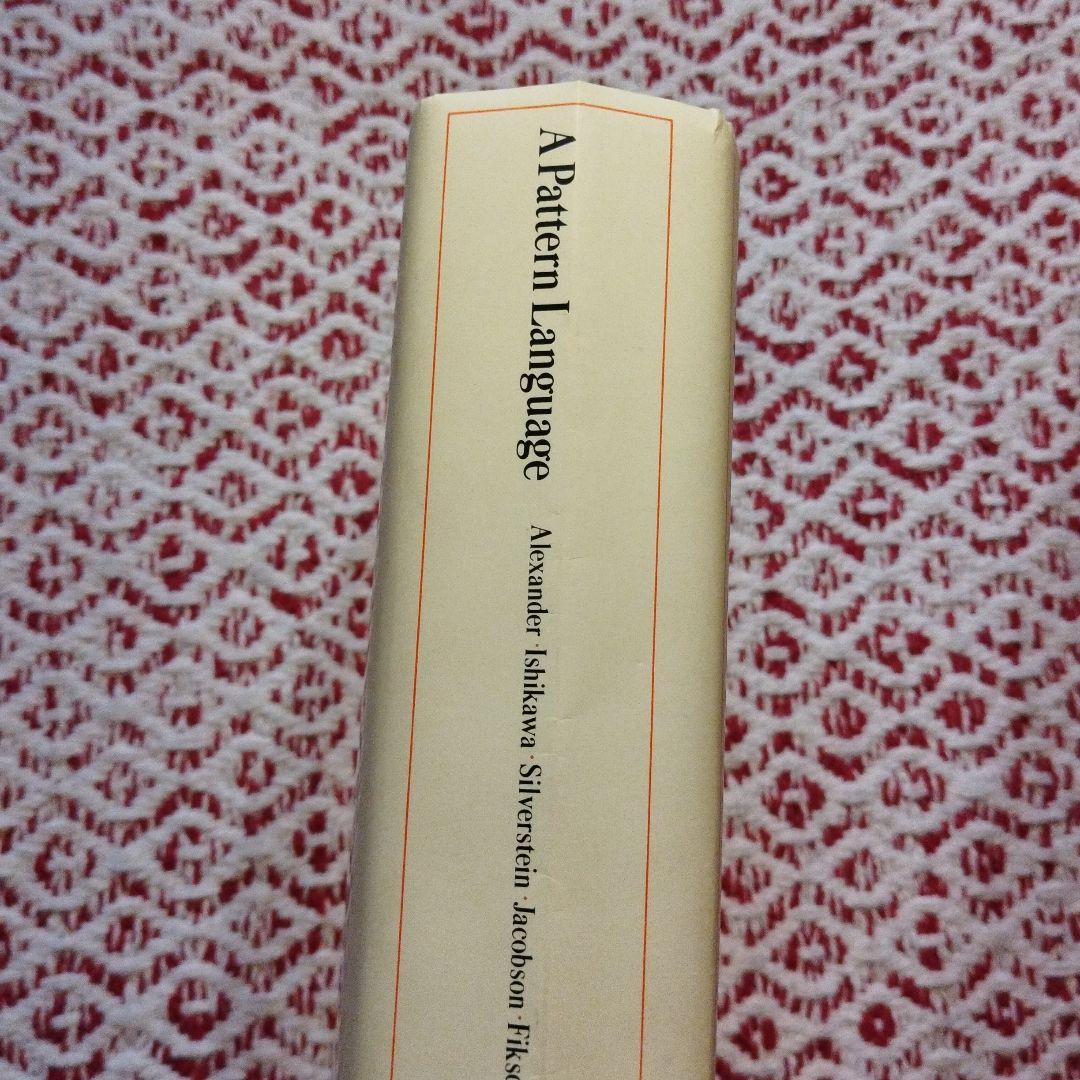 A Pattern Language
Alexander · Ishikawa · Silverstein · Jacobson ·